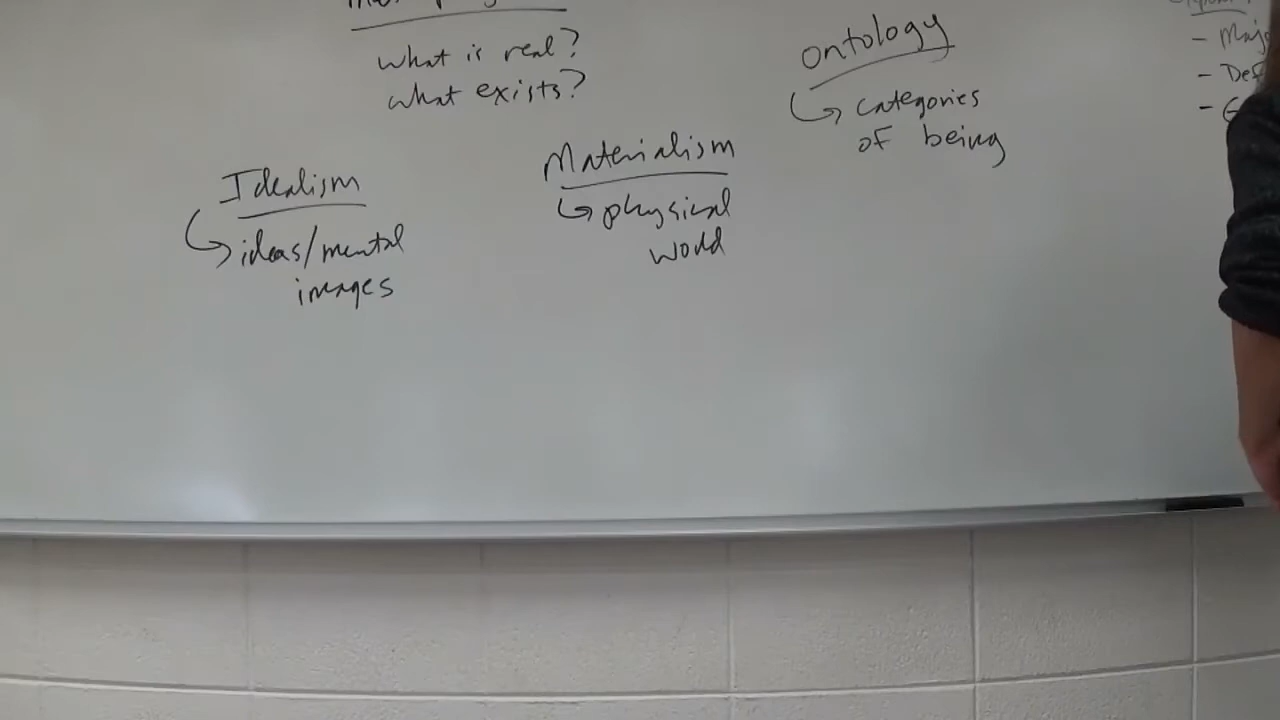 what is real?
what exists?
ontology
categories
of being
Materialism
physical
world
Idealism
ideas/mental
images